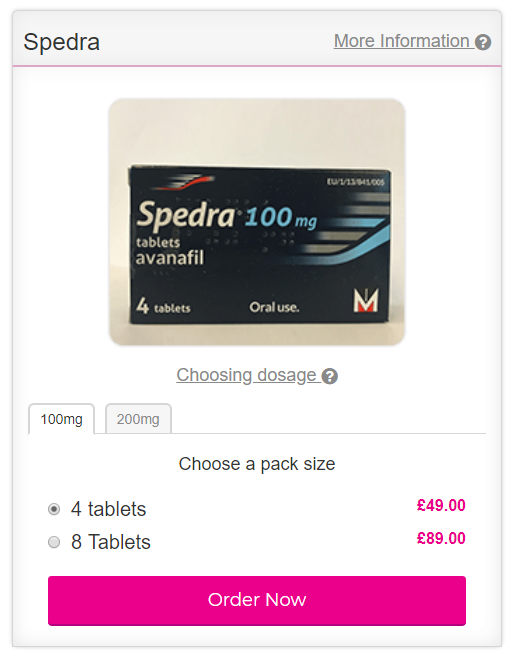 Spedra
More Information ?
EU/1/13/841/005
Spedra® 100 mg
tablets
avanafil
4 tablets
Oral use.
M
Choosing dosage ?
100mg
200mg
Choose a pack size
4 tablets
£49.00
8 Tablets
£89.00
Order Now